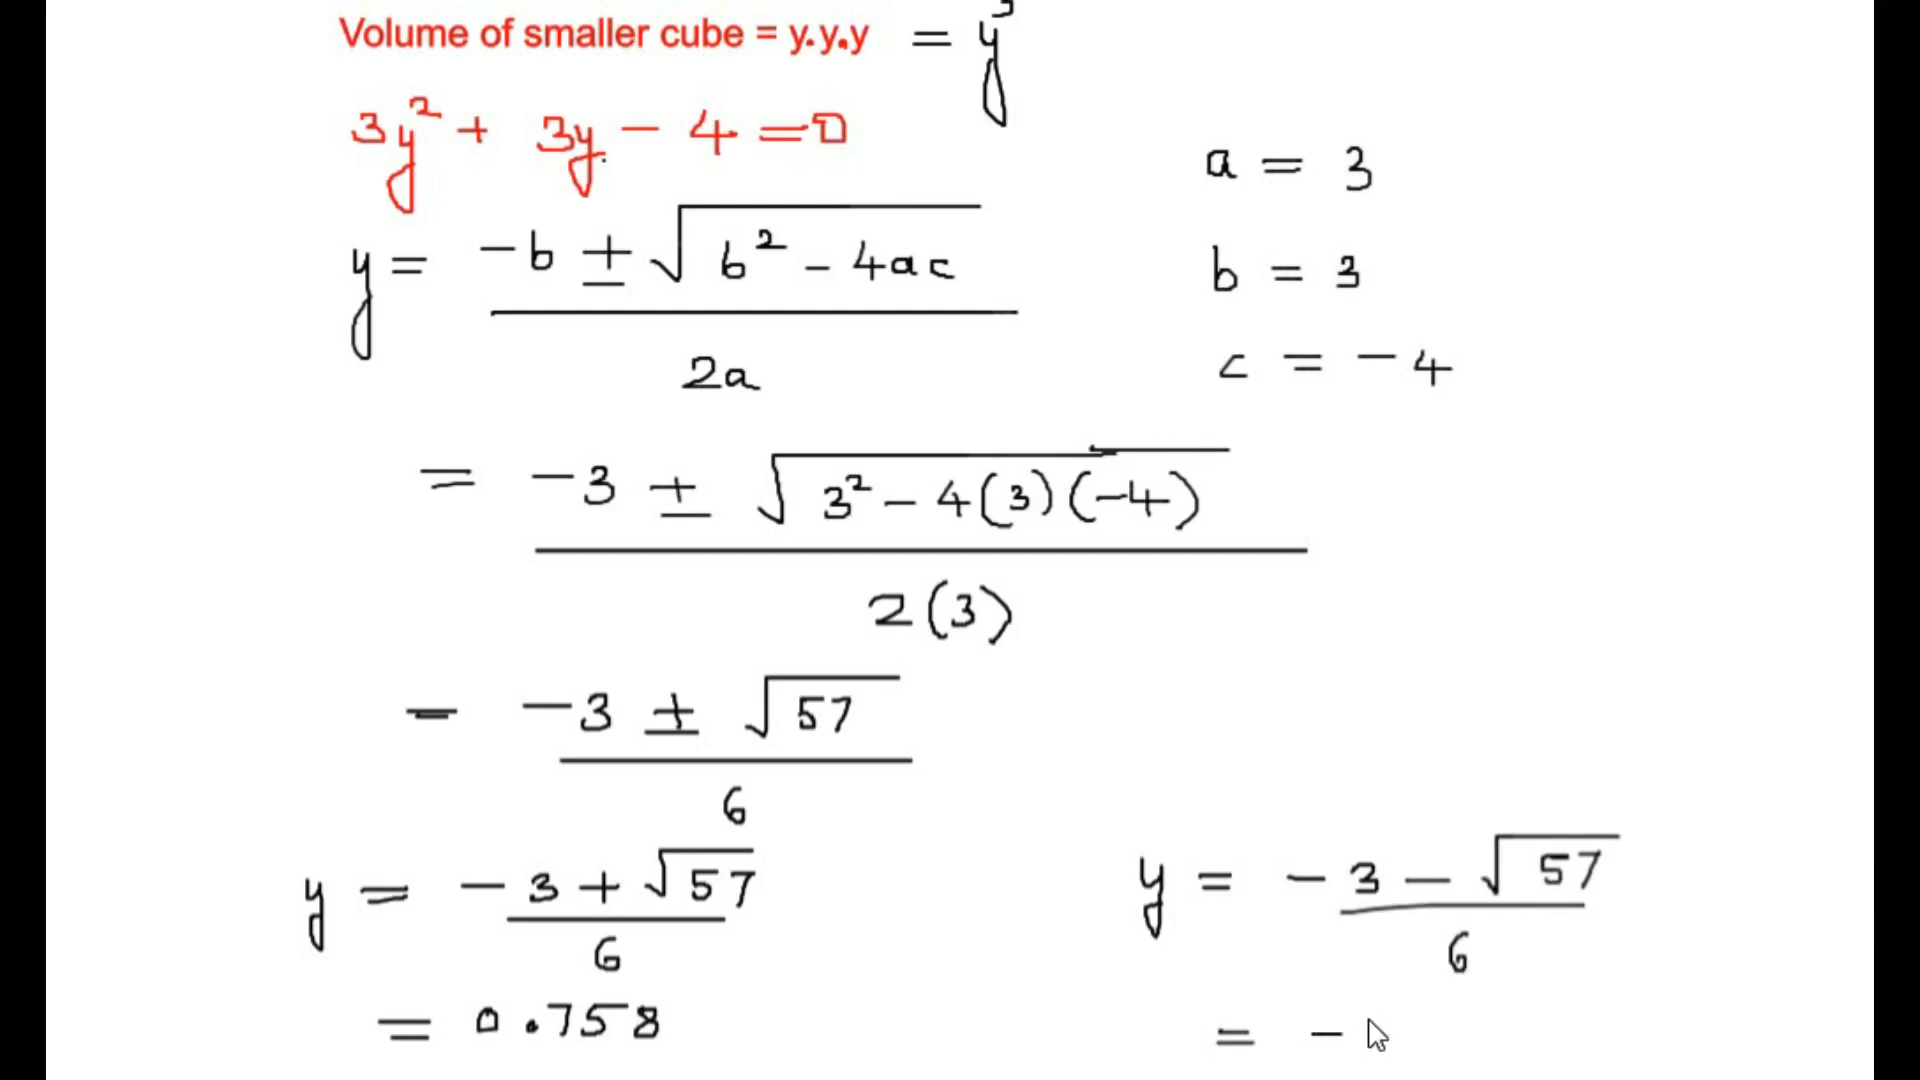 Volume of smaller cube = y.y.y = y³
3y² + 3y - 4 = 0
a = 3
y = -b ± √(b² - 4ac) / 2a
b = 3
c = -4
= -3 ± √(3² - 4(3)(-4)) / 2(3)
- -3 ± √57 / 6
y = -3 + √57 / 6
y = -3 - √57 / 6
= 0.758
= -